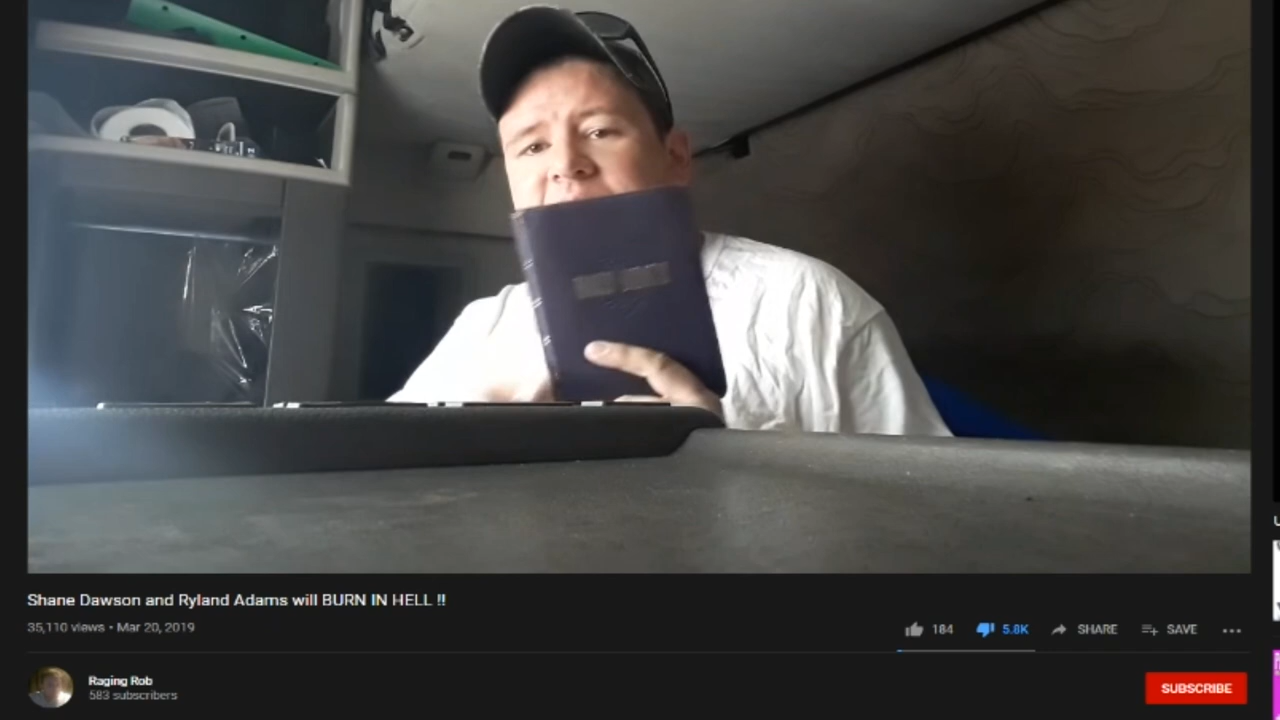 Shane Dawson and Ryland Adams will BURN IN HELL !!
35,110 views • Mar 20, 2019
184
5.8K
SHARE
SAVE
Raging Rob
583 subscribers
SUBSCRIBE